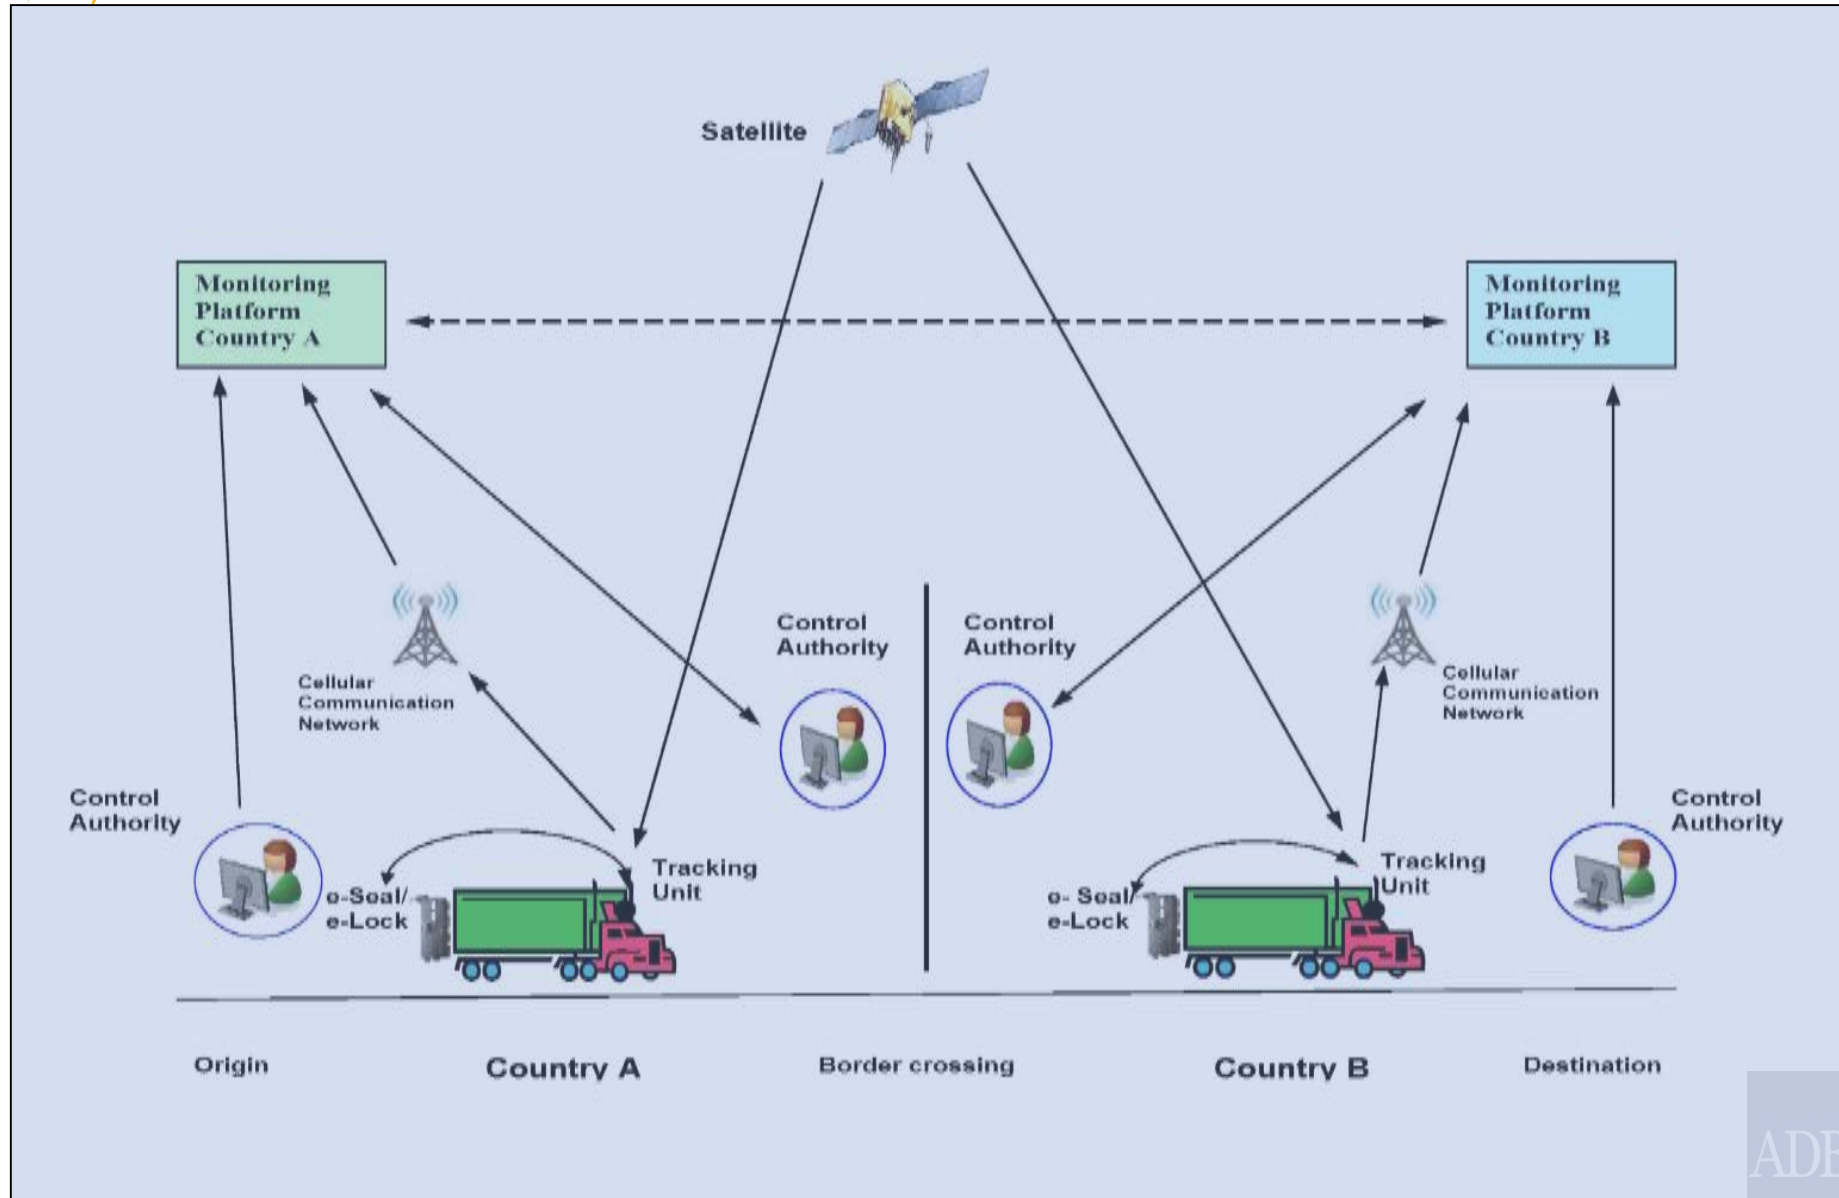 Satellite
Monitoring
Platform
Country A
Monitoring
Platform
Country B
Control
Authority
Control
Authority
Cellular
Communication
Network
Cellular
Communication
Network
Control
Authority
Control
Authority
Tracking
Unit
Tracking
Unit
e-Seal/
e-Lock
e- Seal/
e-Lock
Origin
Country A
Border crossing
Country B
Destination
ADB